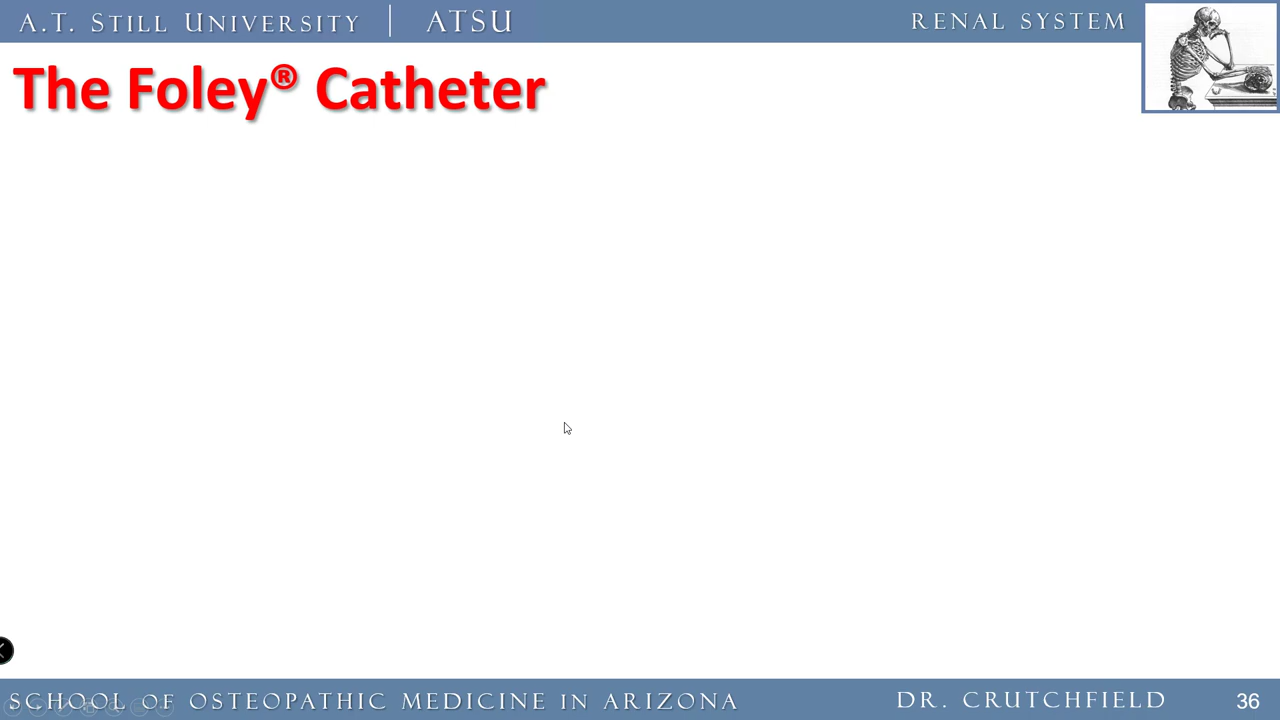 A.T. STILL UNIVERSITY | ATSU
RENAL SYSTEM
The Foley® Catheter
SCHOOL OF OSTEOPATHIC MEDICINE IN ARIZONA
DR. CRUTCHFIELD
36